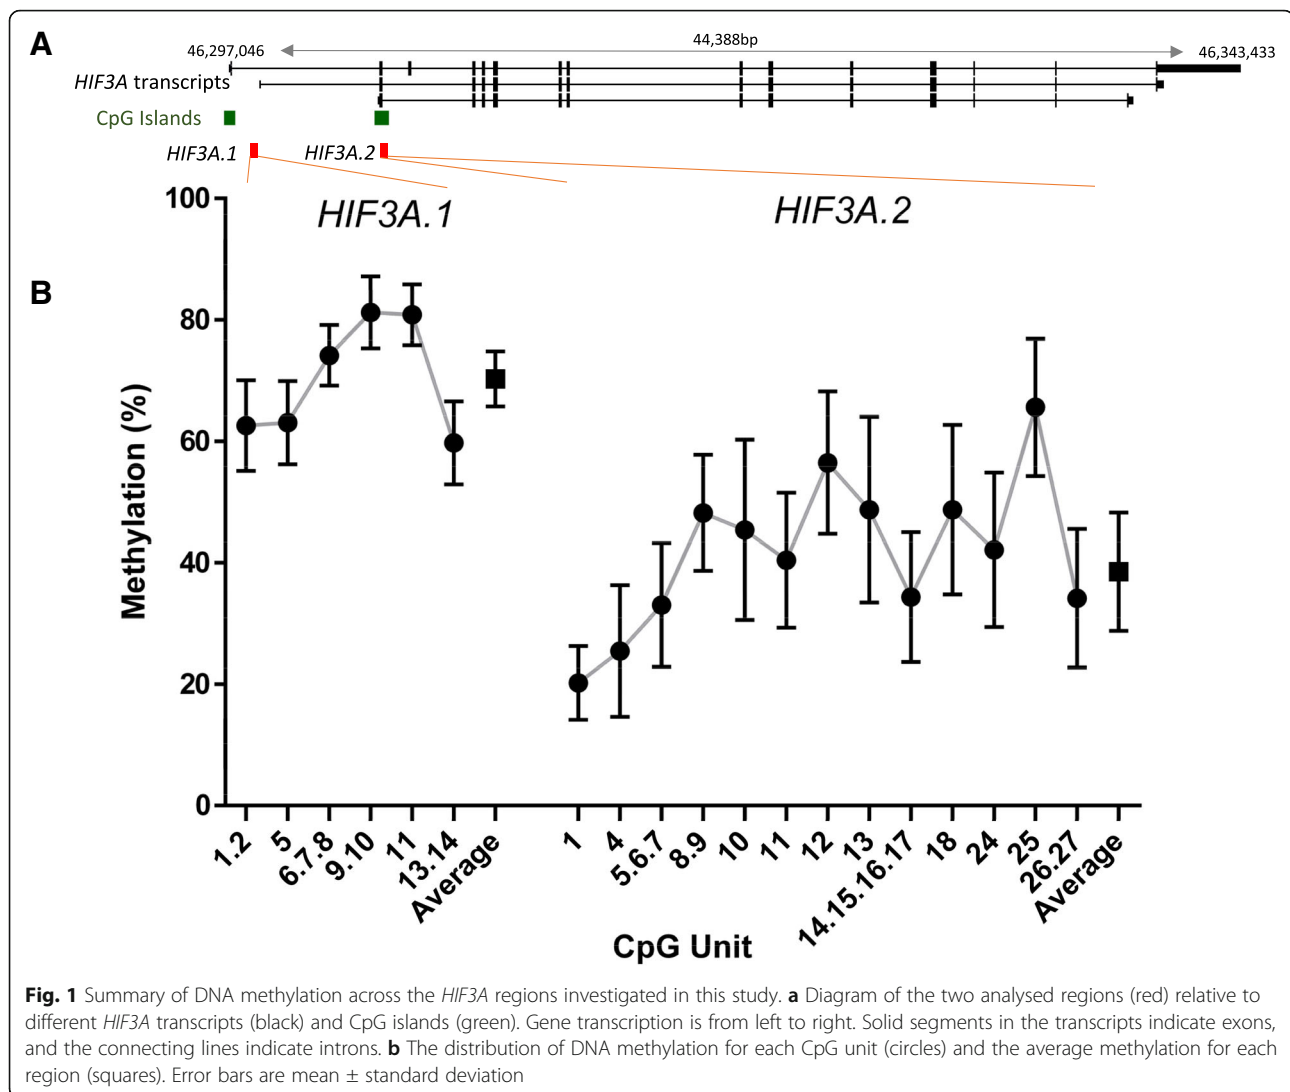 A
44,388bp
46,297,046
46,343,433
HIF3A transcripts
CpG Islands
HIF3A.1
HIF3A.2
100
HIF3A.1
HIF3A.2
B
80
60
40
20
0
Methylation (%)
1.2
5
6.7.8
9.10
11
13.14
Average
1
4
5.6.7
8.9
10
11
12
13
14.15.16.17
18
24
25
26.27
Average
CpG Unit
Fig. 1 Summary of DNA methylation across the HIF3A regions investigated in this study. a Diagram of the two analysed regions (red) relative to
different HIF3A transcripts (black) and CpG islands (green). Gene transcription is from left to right. Solid segments in the transcripts indicate exons,
and the connecting lines indicate introns. b The distribution of DNA methylation for each CpG unit (circles) and the average methylation for each
region (squares). Error bars are mean ± standard deviation